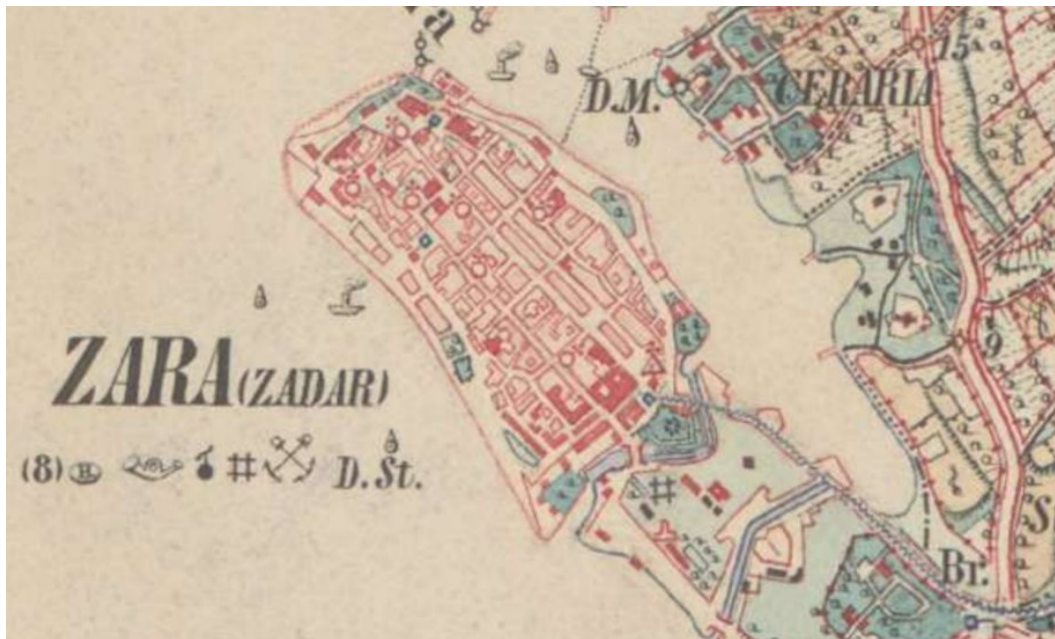 a
15
D.M.
CERARIA
9
ZARA (ZADAR)
(8) H. D. St.
S
Br.